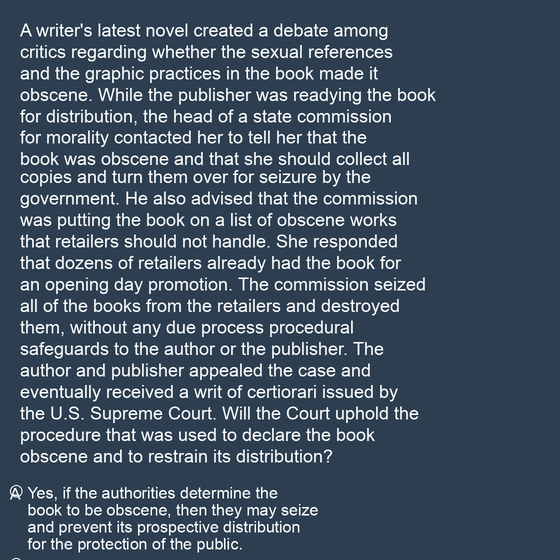 A writer's latest novel created a debate among
critics regarding whether the sexual references
and the graphic practices in the book made it
obscene. While the publisher was readying the book
for distribution, the head of a state commission
for morality contacted her to tell her that the
book was obscene and that she should collect all
copies and turn them over for seizure by the
government. He also advised that the commission
was putting the book on a list of obscene works
that retailers should not handle. She responded
that dozens of retailers already had the book for
an opening day promotion. The commission seized
all of the books from the retailers and destroyed
them, without any due process procedural
safeguards to the author or the publisher. The
author and publisher appealed the case and
eventually received a writ of certiorari issued by
the U.S. Supreme Court. Will the Court uphold the
procedure that was used to declare the book
obscene and to restrain its distribution?
A Yes, if the authorities determine the
book to be obscene, then they may seize
and prevent its prospective distribution
for the protection of the public.